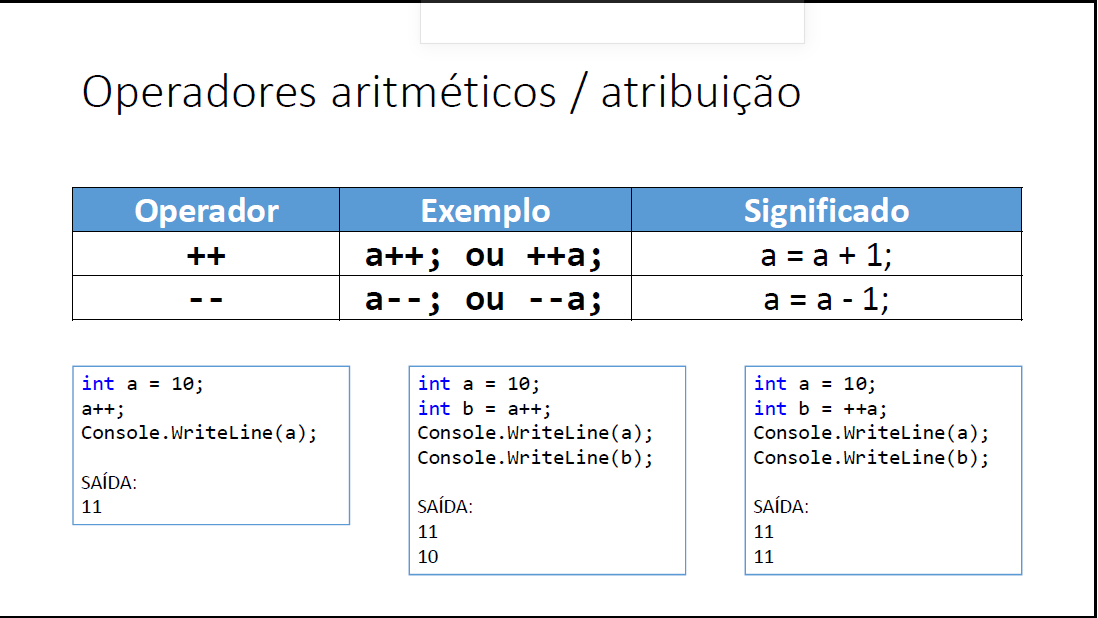 Operadores aritméticos / atribuição
Operador Exemplo Significado
++ a++; ou ++a; a = a + 1;
-- a--; ou --a; a = a - 1;
int a = 10;
a++;
Console.WriteLine(a);
SAÍDA:
11
int a = 10;
int b = a++;
Console.WriteLine(a);
Console.WriteLine(b);
SAÍDA:
11
10
int a = 10;
int b = ++a;
Console.WriteLine(a);
Console.WriteLine(b);
SAÍDA:
11
11